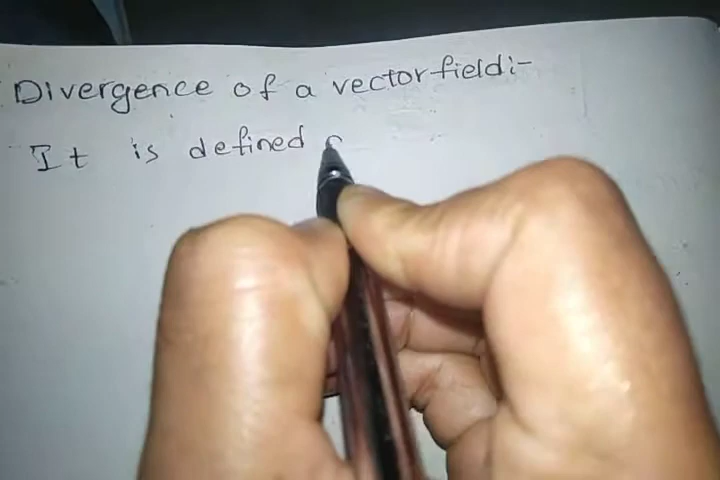 Divergence of a vector field:-
It is defined